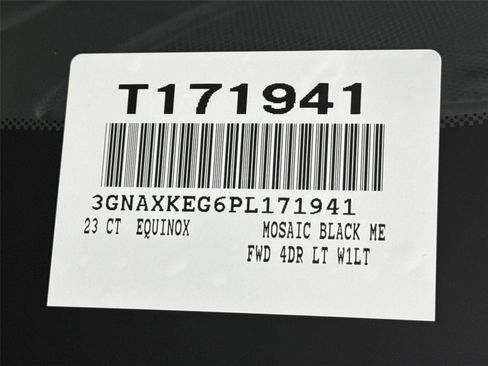 T171941
3GNAXKEG6PL171941
23 CT EQUINOX MOSAIC BLACK ME
FWD 4DR LT W1LT